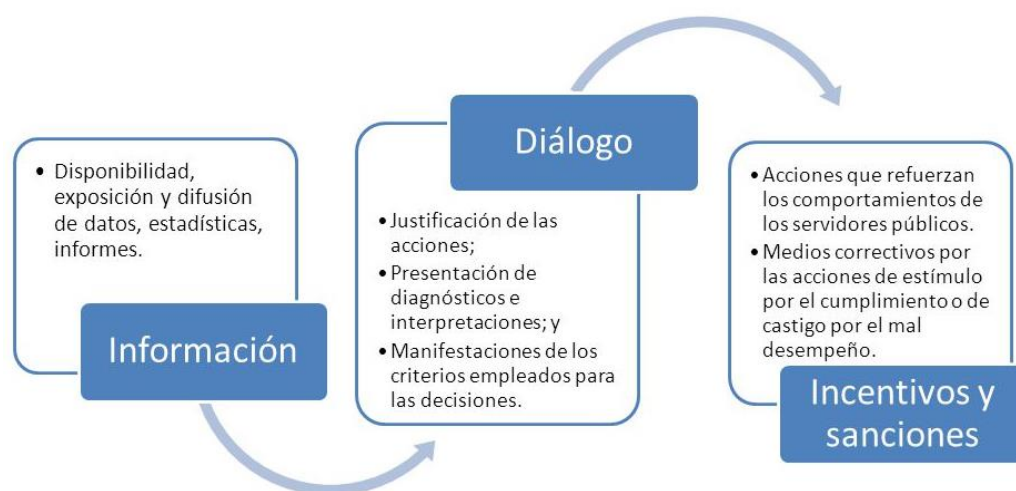 • Disponibilidad,
exposición y difusión
de datos, estadísticas,
informes.
Información
Diálogo
• Justificación de las
acciones;
• Presentación de
diagnósticos e
interpretaciones; y
• Manifestaciones de los
criterios empleados para
las decisiones.
• Acciones que refuerzan
los comportamientos de
los servidores públicos.
• Medios correctivos por
las acciones de estímulo
por el cumplimiento o de
castigo por el mal
desempeño.
Incentivos y
sanciones